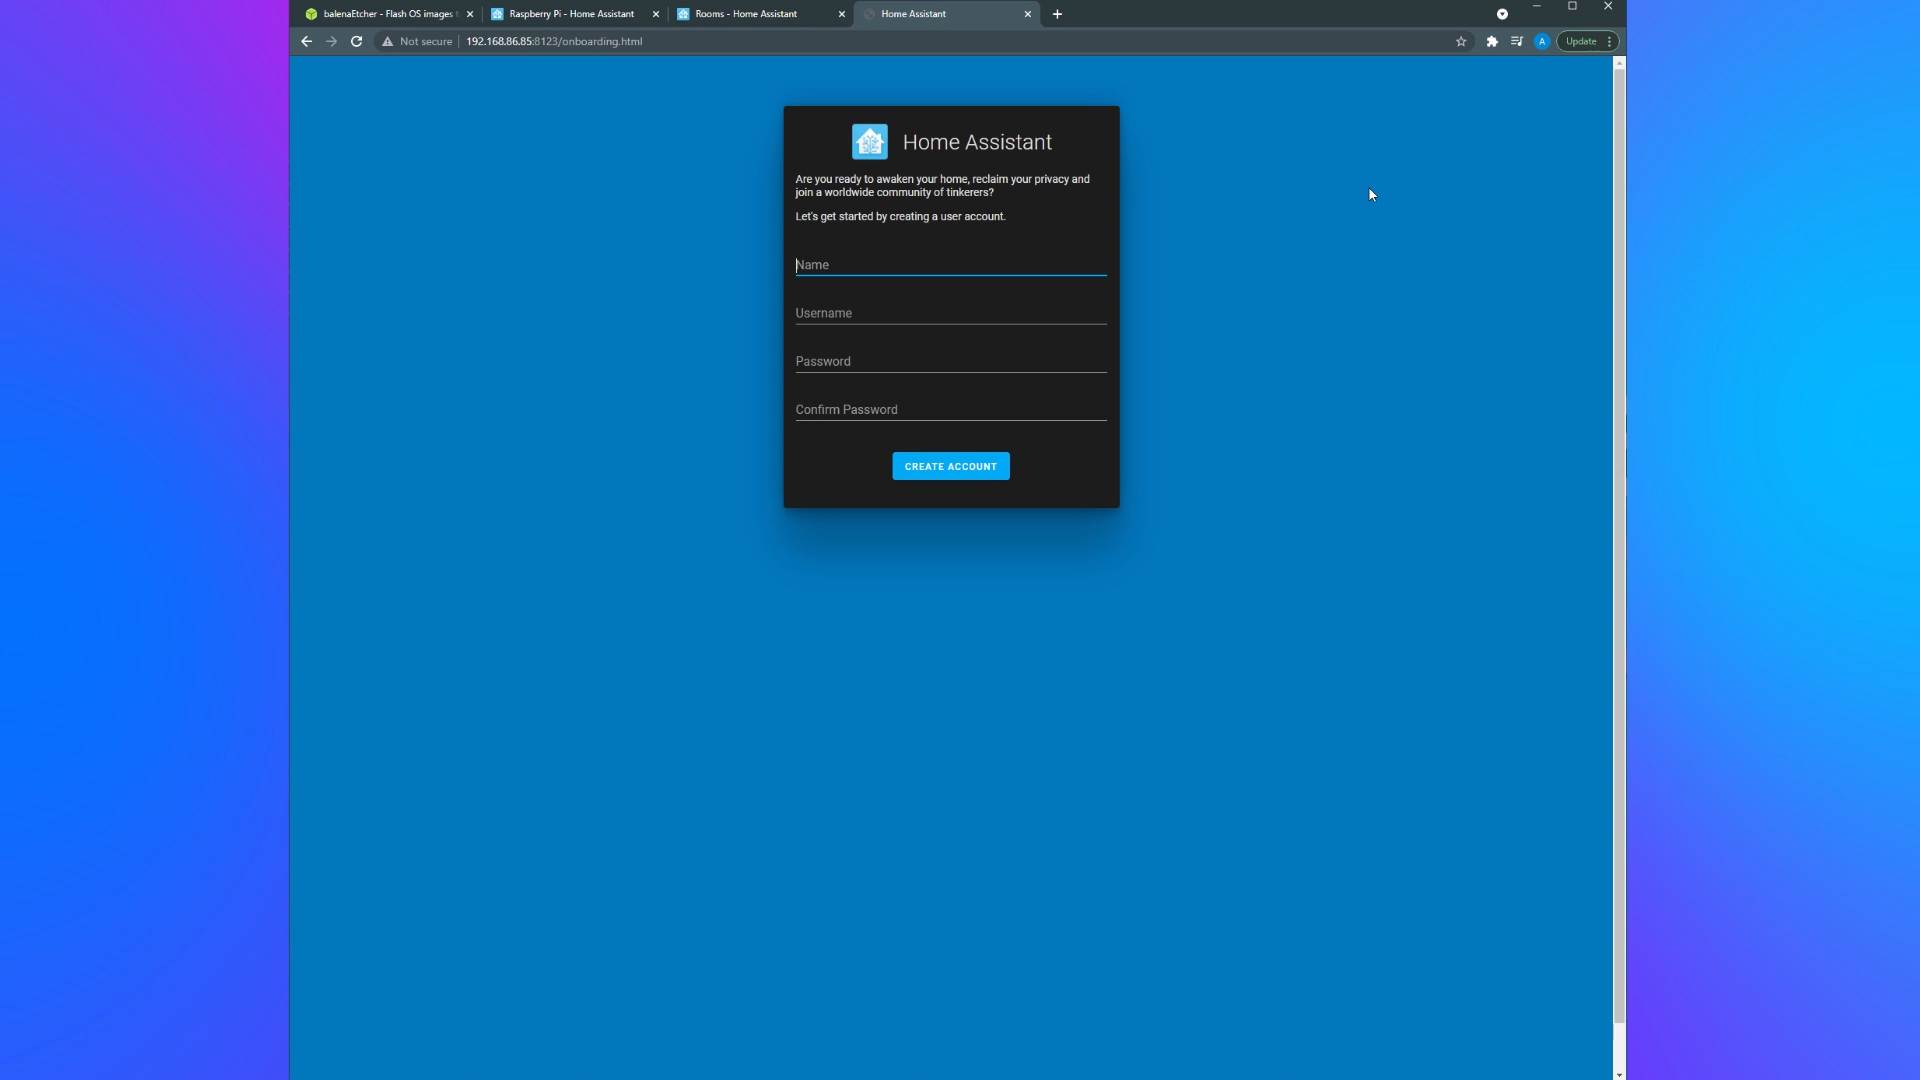 balenaEtcher - Flash OS images t
Raspberry Pi - Home Assistant
Rooms - Home Assistant
Home Assistant
Not secure
192.168.86.85:8123/onboarding.html
A
Update
Home Assistant
Are you ready to awaken your home, reclaim your privacy and
join a worldwide community of tinkerers?
Let's get started by creating a user account.
Name
Username
Password
Confirm Password
CREATE ACCOUNT